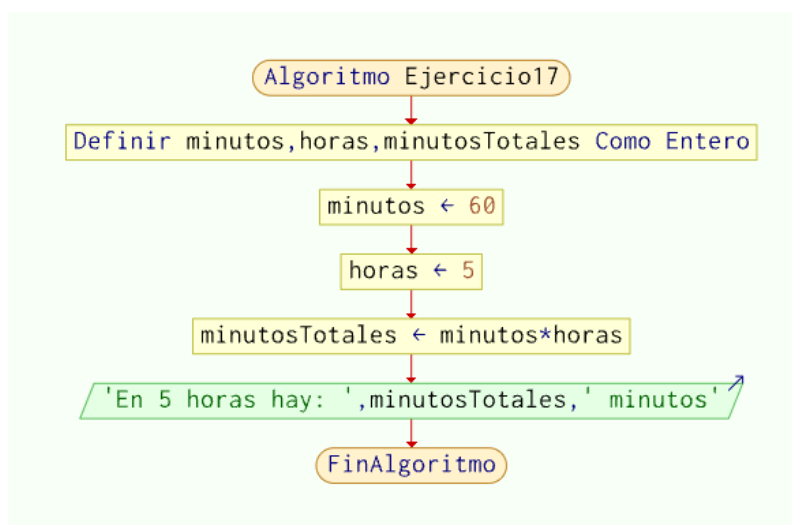 Algoritmo Ejercicio17
Definir minutos,horas,minutosTotales Como Entero
minutos ← 60
horas ← 5
minutosTotales ← minutos*horas
'En 5 horas hay: ',minutosTotales,' minutos'
FinAlgoritmo